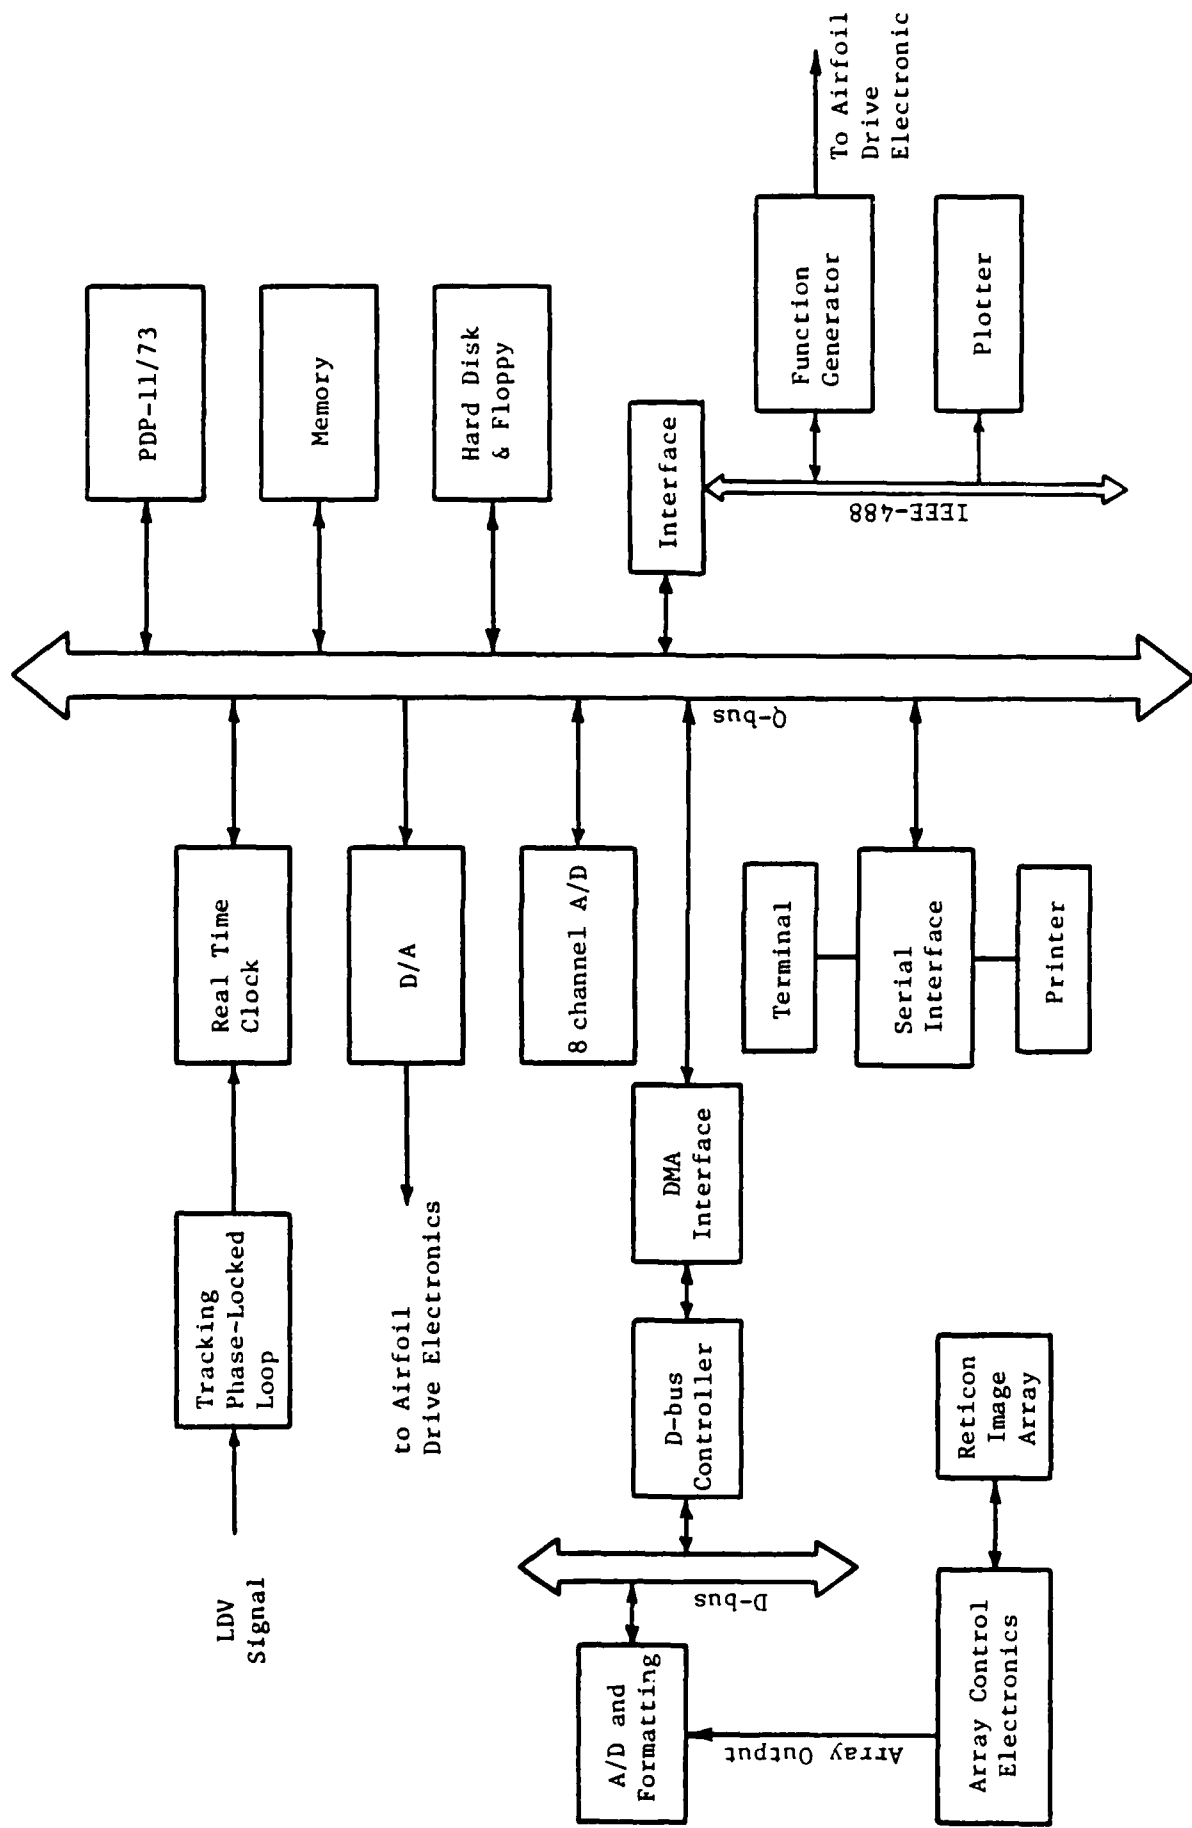 LDV
Signal
Tracking
Phase-Locked
Loop
Real Time
Clock
PDP-11/73
to Airfoil
Drive Electronics
D/A
Memory
8 channel A/D
Hard Disk
& Floppy
A/D and
Formatting
D-bus
D-bus
Controller
DMA
Interface
Q-bus
Interface
Array Output
Terminal
Serial
Interface
Printer
IEEE-488
Function
Generator
To Airfoil
Drive
Electronic
Plotter
Array Control
Electronics
Reticon
Image
Array